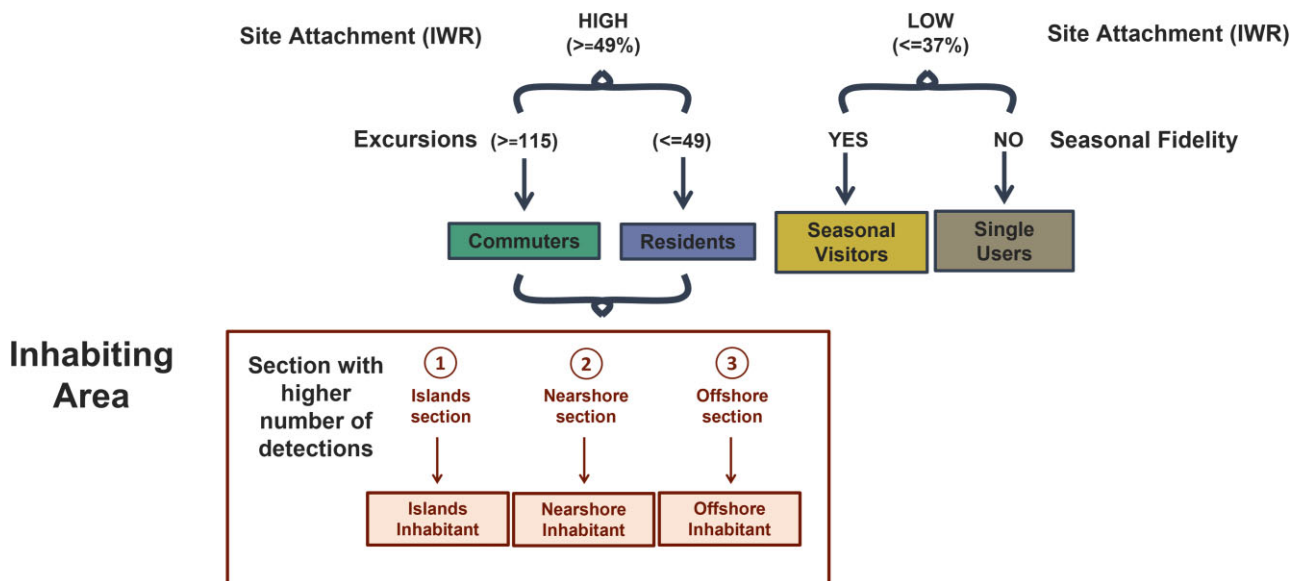 Site Attachment (IWR)
HIGH
(>=49%)
LOW
(<=37%)
Site Attachment (IWR)
Excursions
(>=115)
(<=49)
YES
NO
Seasonal Fidelity
Commuters
Residents
Seasonal
Visitors
Single
Users
Inhabiting
Area
Section with
higher
number of
detections
1
Islands
section
2
Nearshore
section
3
Offshore
section
Islands
Inhabitant
Nearshore
Inhabitant
Offshore
Inhabitant